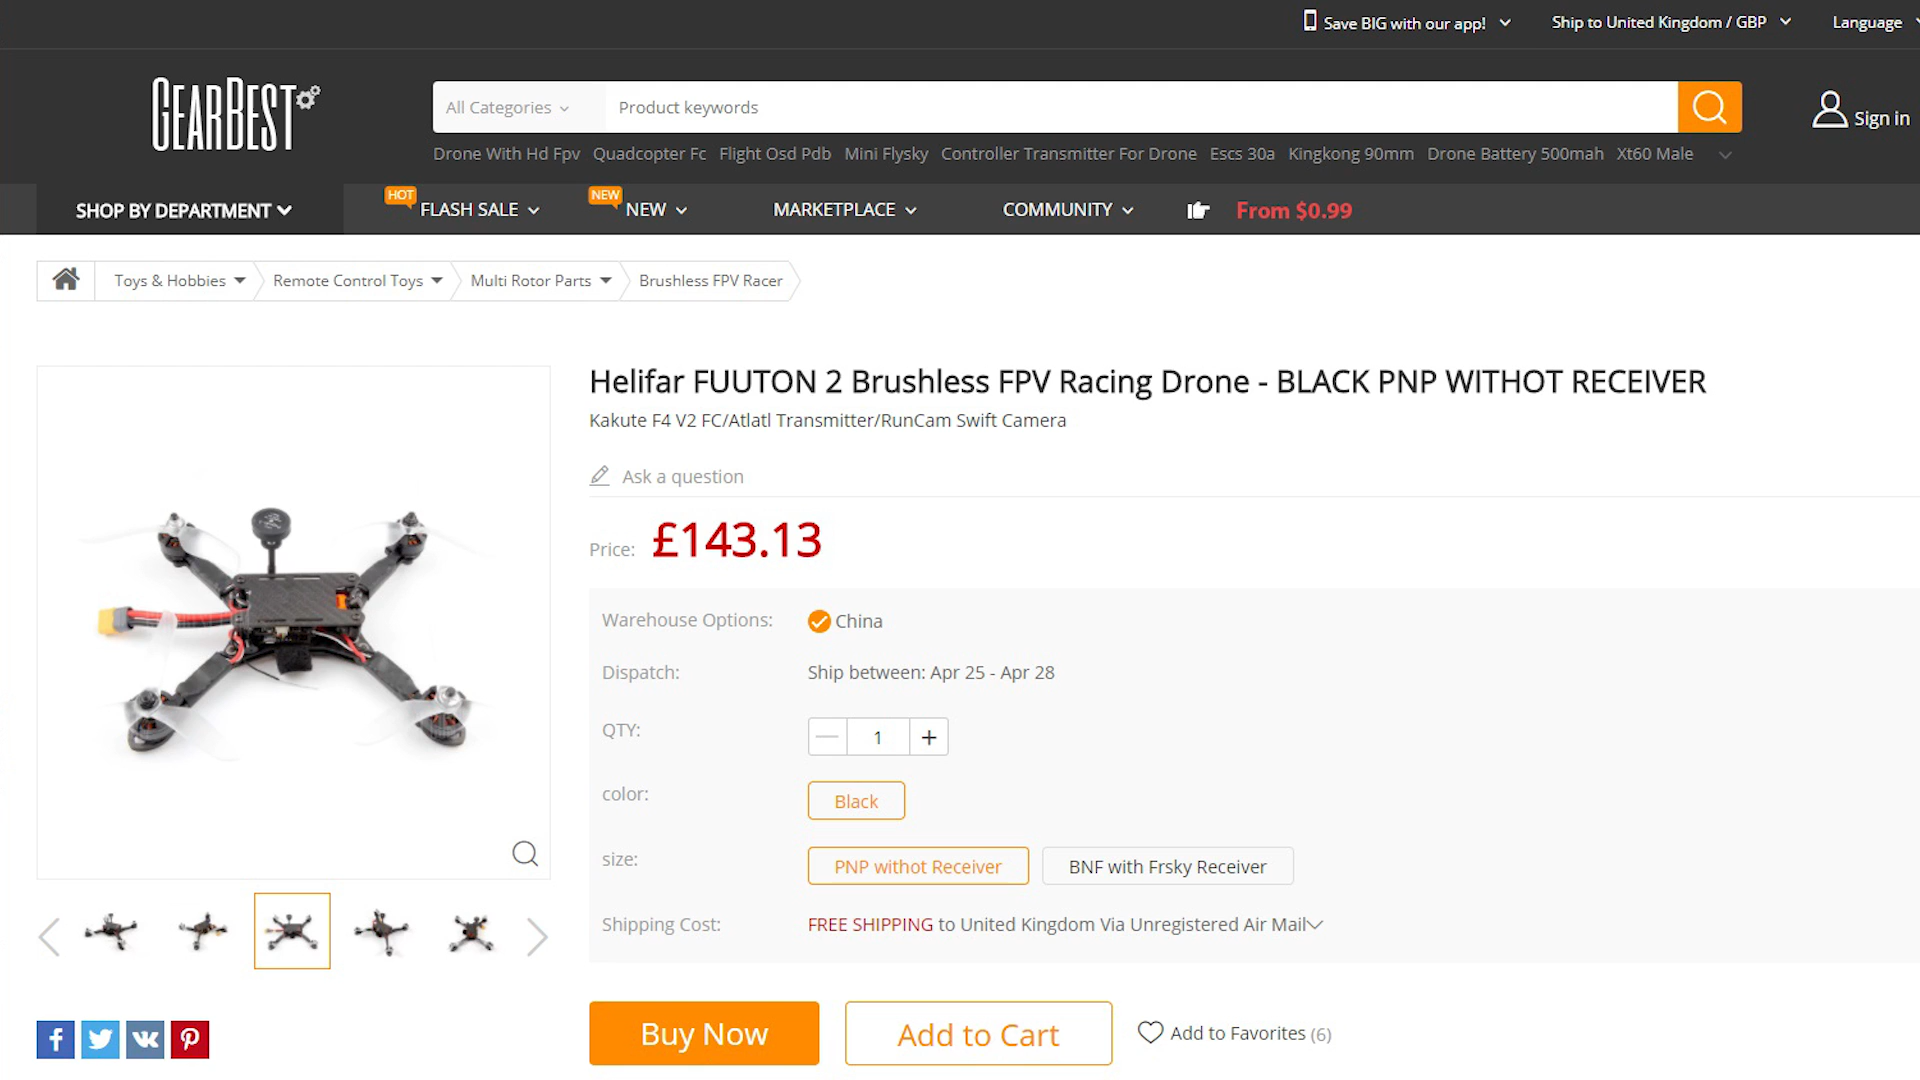 Save BIG with our app!
Ship to United Kingdom / GBP
Language
GEARBEST
All Categories
Product keywords
Sign in
Drone With Hd Fpv Quadcopter Fc Flight Osd Pdb Mini Flysky Controller Transmitter For Drone Escs 30a Kingkong 90mm Drone Battery 500mah Xt60 Male
SHOP BY DEPARTMENT
HOT
FLASH SALE
NEW
NEW
MARKETPLACE
COMMUNITY
From $0.99
Toys & Hobbies
Remote Control Toys
Multi Rotor Parts
Brushless FPV Racer
Helifar FUUTON 2 Brushless FPV Racing Drone - BLACK PNP WITHOT RECEIVER
Kakute F4 V2 FC/Atlatl Transmitter/RunCam Swift Camera
Ask a question
Price: £143.13
Warehouse Options: China
Dispatch: Ship between: Apr 25 - Apr 28
QTY: 1 +
color: Black
size: PNP withot Receiver BNF with Frsky Receiver
Shipping Cost: FREE SHIPPING to United Kingdom Via Unregistered Air Mail
Buy Now
Add to Cart
Add to Favorites (6)